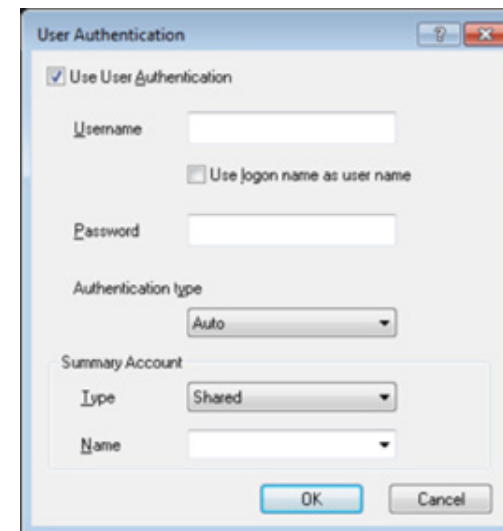 User Authentication
Use User Authentication
Username
Use logon name as user name
Password
Authentication type
Auto
Summary Account
Type Shared
Name
OK Cancel